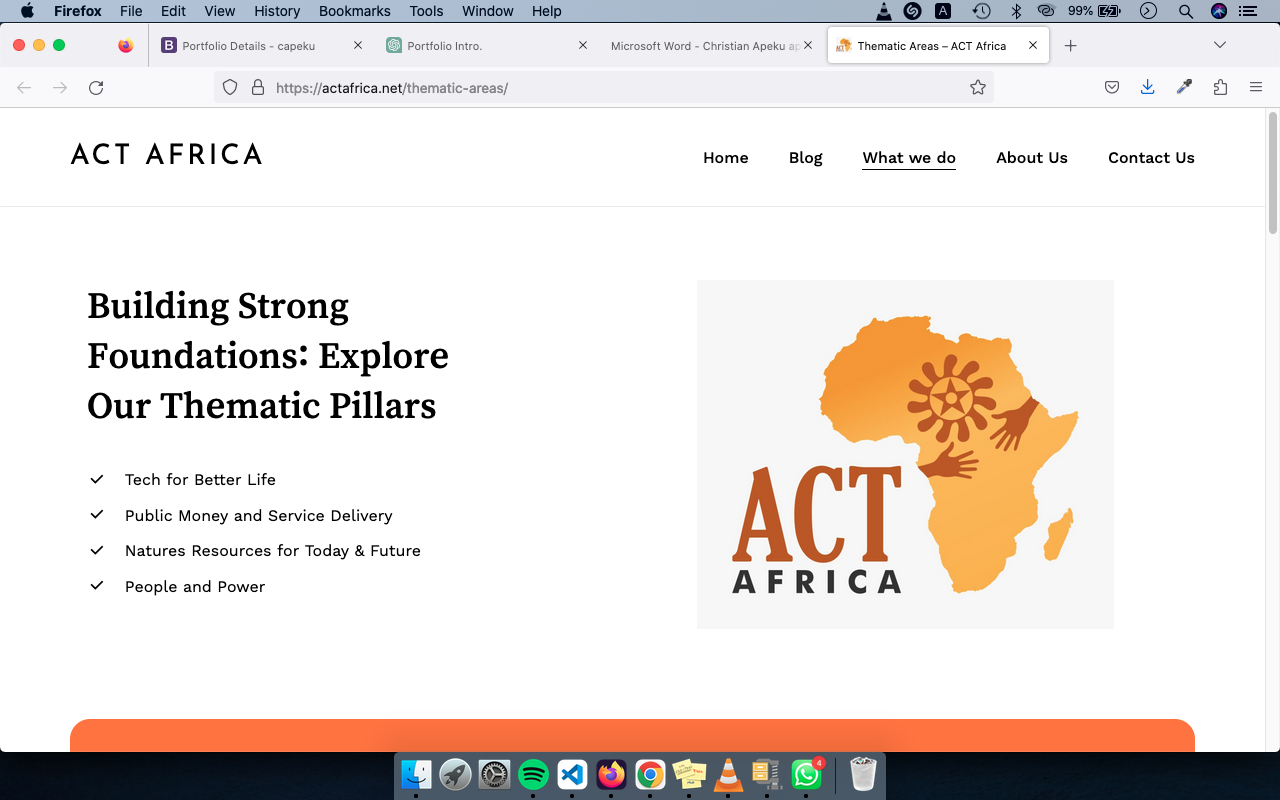 Firefox File Edit View History Bookmarks Tools Window Help A 99%
Portfolio Details - capeku Portfolio Intro. Microsoft Word - Christian Apeku ap Thematic Areas – ACT Africa
https://actafrica.net/thematic-areas/
ACT AFRICA
Home Blog What we do About Us Contact Us
Building Strong
Foundations: Explore
Our Thematic Pillars
Tech for Better Life
Public Money and Service Delivery
Natures Resources for Today & Future
People and Power
ACT
AFRICA
4